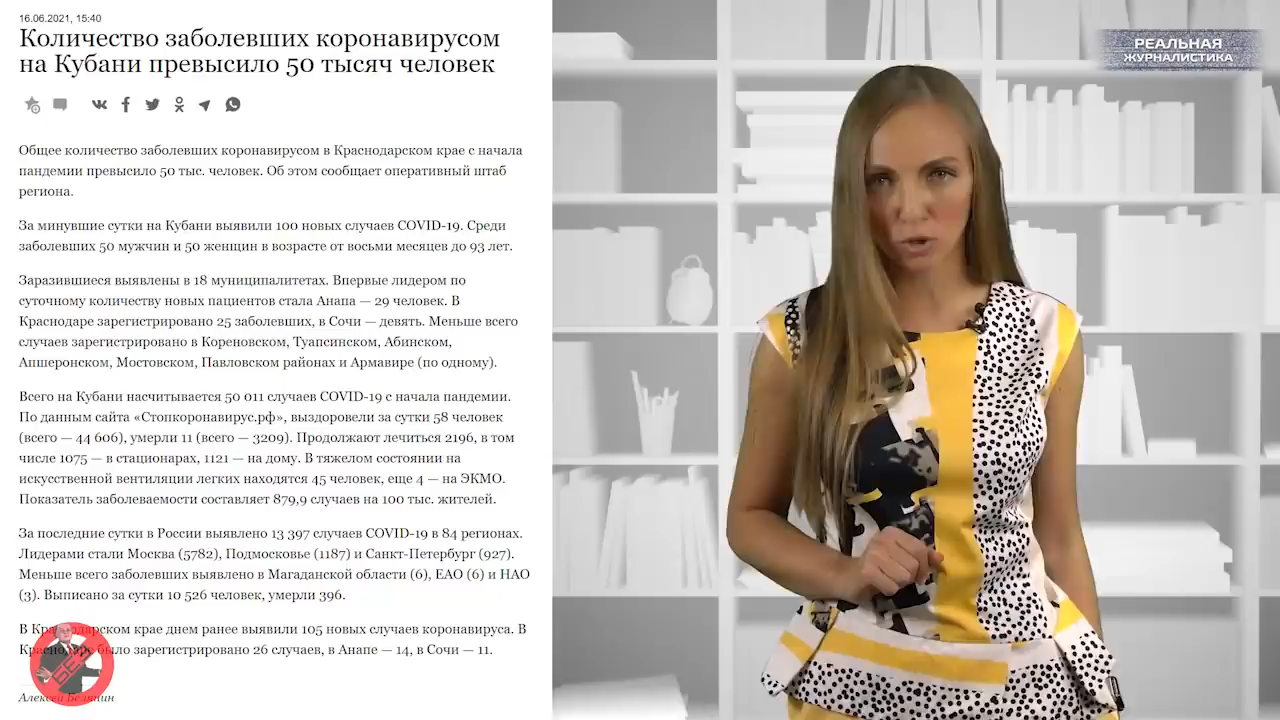 16.06.2021, 15:40
Количество заболевших коронавирусом
на Кубани превысило 50 тысяч человек
Общее количество заболевших коронавирусом в Краснодарском крае с начала
пандемии превысило 50 тыс. человек. Об этом сообщает оперативный штаб
региона.
За минувшие сутки на Кубани выявили 100 новых случаев COVID-19. Среди
заболевших 50 мужчин и 50 женщин в возрасте от восьми месяцев до 93 лет.
Заразившиеся выявлены в 18 муниципалитетах. Впервые лидером по
суточному количеству новых пациентов стала Анапа — 29 человек. В
Краснодаре зарегистрировано 25 заболевших, в Сочи — девять. Меньше всего
случаев зарегистрировано в Кореновском, Туапсинском, Абинском,
Апшеронском, Мостовском, Павловском районах и Армавире (по одному).
Всего на Кубани насчитывается 50 011 случаев COVID-19 с начала пандемии.
По данным сайта «Стопкоронавирус.рф», выздоровели за сутки 58 человек
(всего — 44 606), умерли 11 (всего — 3209). Продолжают лечиться 2196, в том
числе 1075 — в стационарах, 1121 — на дому. В тяжелом состоянии на
искусственной вентиляции легких находятся 45 человек, еще 4 — на ЭКМО.
Показатель заболеваемости составляет 879,9 случаев на 100 тыс. жителей.
За последние сутки в России выявлено 13 397 случаев COVID-19 в 84 регионах.
Лидерами стали Москва (5782), Подмосковье (1187) и Санкт-Петербург (927).
Меньше всего заболевших выявлено в Магаданской области (6), ЕАО (6) и НАО
(3). Выписано за сутки 10 526 человек, умерли 396.
В Краснодарском крае днем ранее выявили 105 новых случаев коронавируса. В
Краснодаре было зарегистрировано 26 случаев, в Анапе — 14, в Сочи — 11.
Алексей Белянин
РЕАЛЬНАЯ
ЖУРНАЛИСТИКА